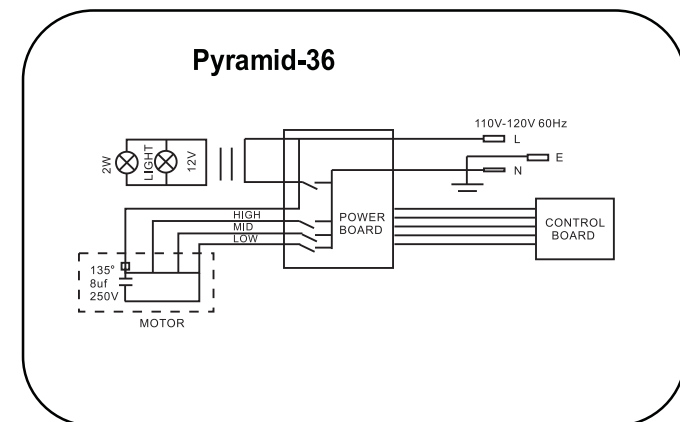 Pyramid-36
110V-120V 60Hz
L
E
N
2W
LIGHT
12V
HIGH
MID
LOW
POWER
BOARD
CONTROL
BOARD
135°
8uf
250V
MOTOR